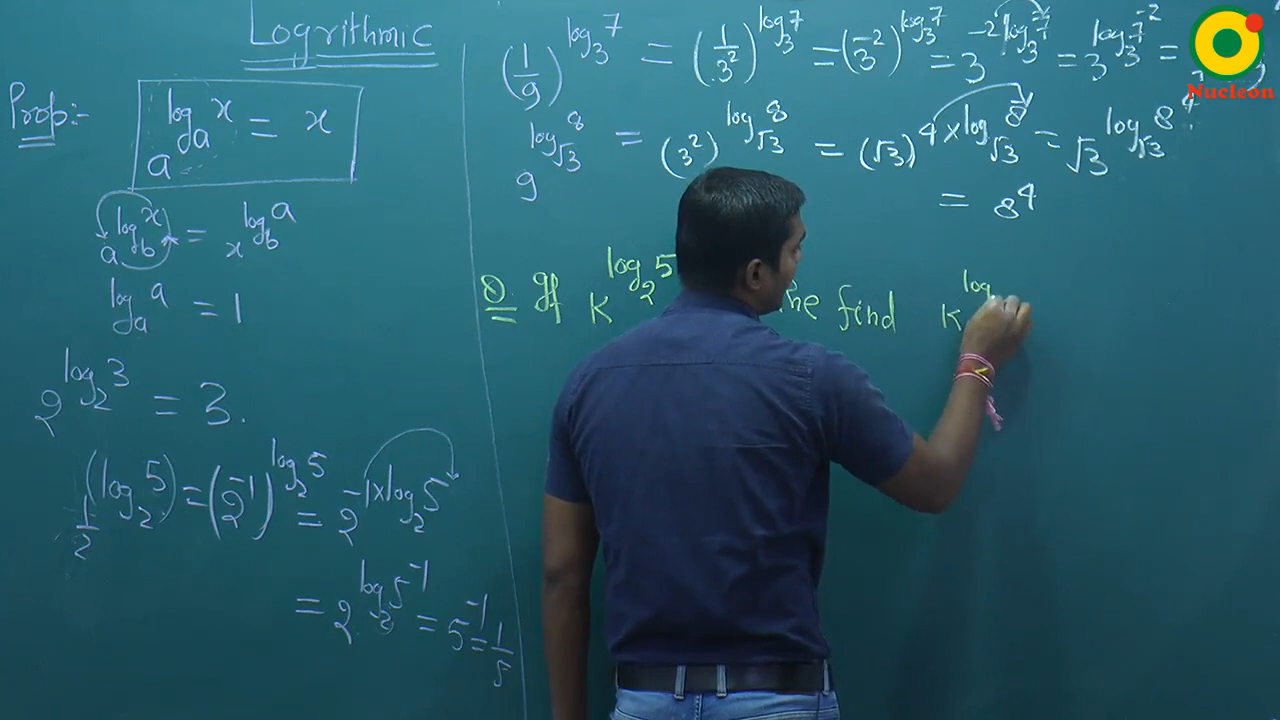 Logrithmic
Prop:-
a^{log_a x} = x
a^{log_b x} = x^{log_b a}
log_a a = 1
2^{log_2 3} = 3.
1/2^{(log_2 5)} = (2^{-1})^{log_2 5} = 2^{-1×log_2 5}
= 2^{log_2 5^{-1}} = 5^{-1} = 1/5
(1/9)^{log_3 7} = (1/3^2)^{log_3 7} = (3^{-2})^{log_3 7} = 3^{-2 log_3 7} = 3^{log_3 7^{-2}} =
9^{log_{√3} 8} = (3^2)^{log_{√3} 8} = (√3)^{4×log_{√3} 8} = √3^{log_{√3} 8^4}
= 8^4
Q. If K^{log_2 5} he find K^{log
Nucleon